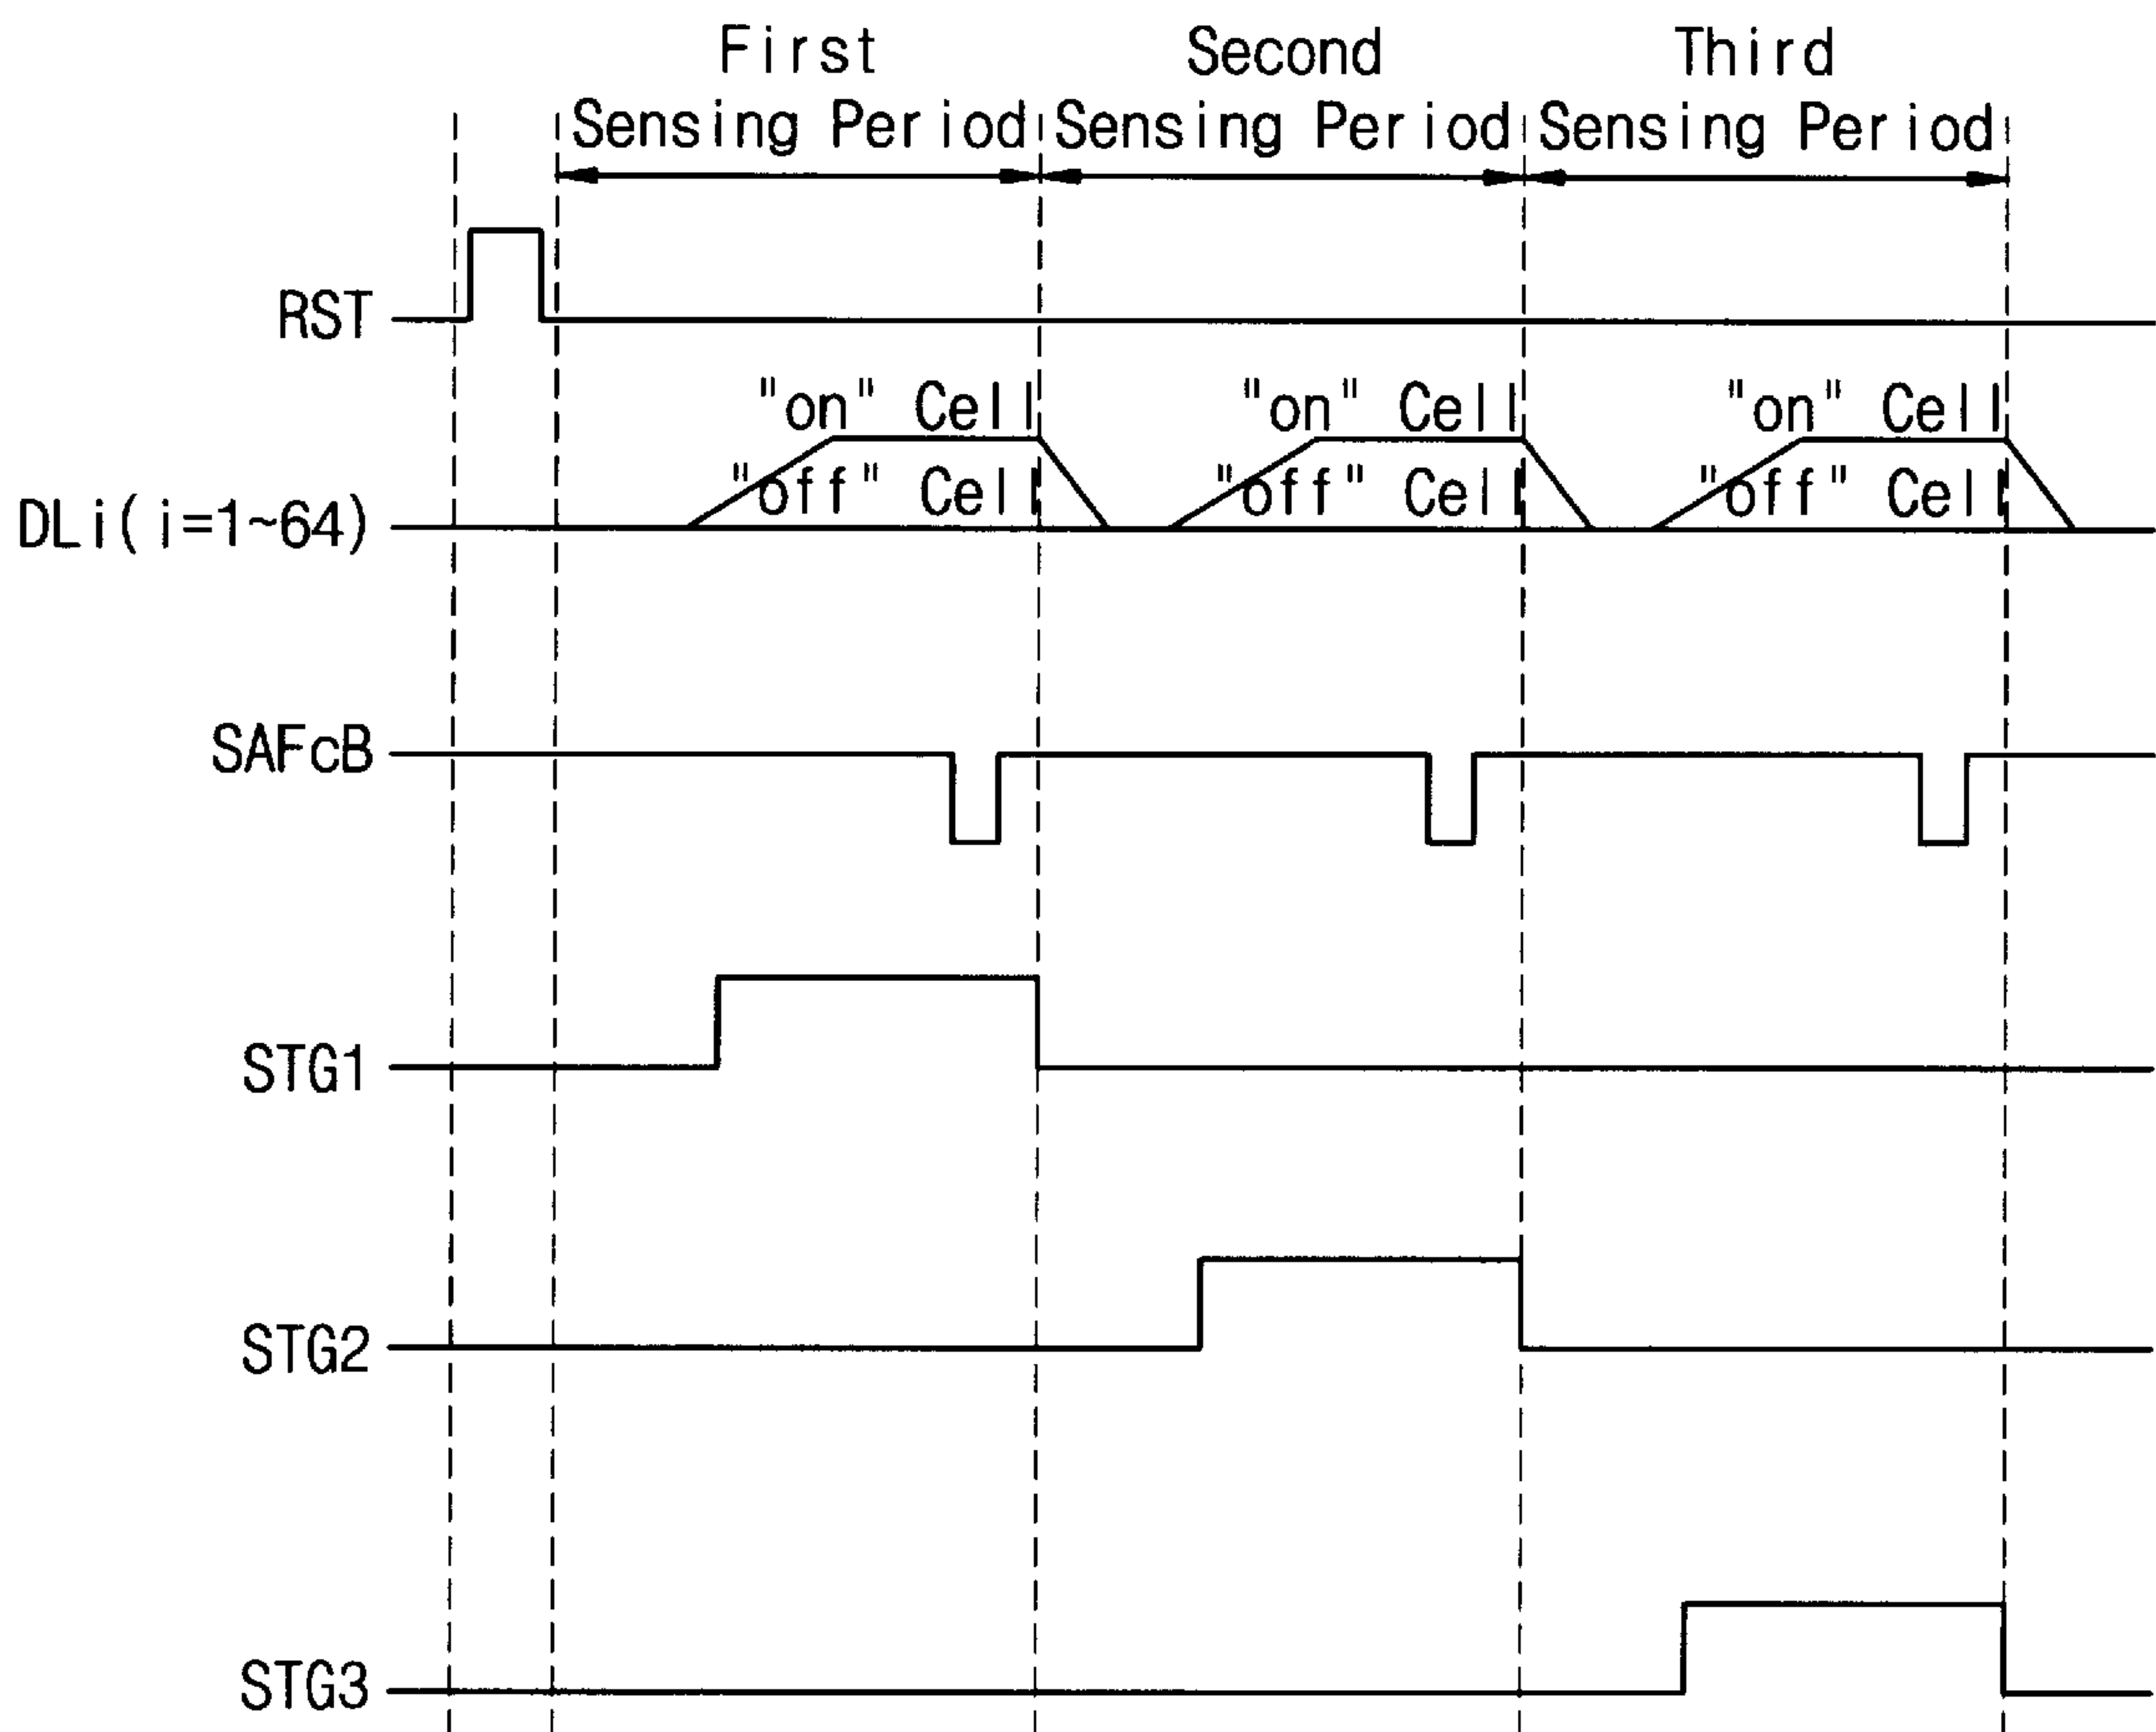 First
Sensing Period
Second
Sensing Period
Third
Sensing Period
RST
"on" Cell
"on" Cell
"on" Cell
"off" Cell
"off" Cell
"off" Cell
DLi(i=1~64)
SAFcB
STG1
STG2
STG3